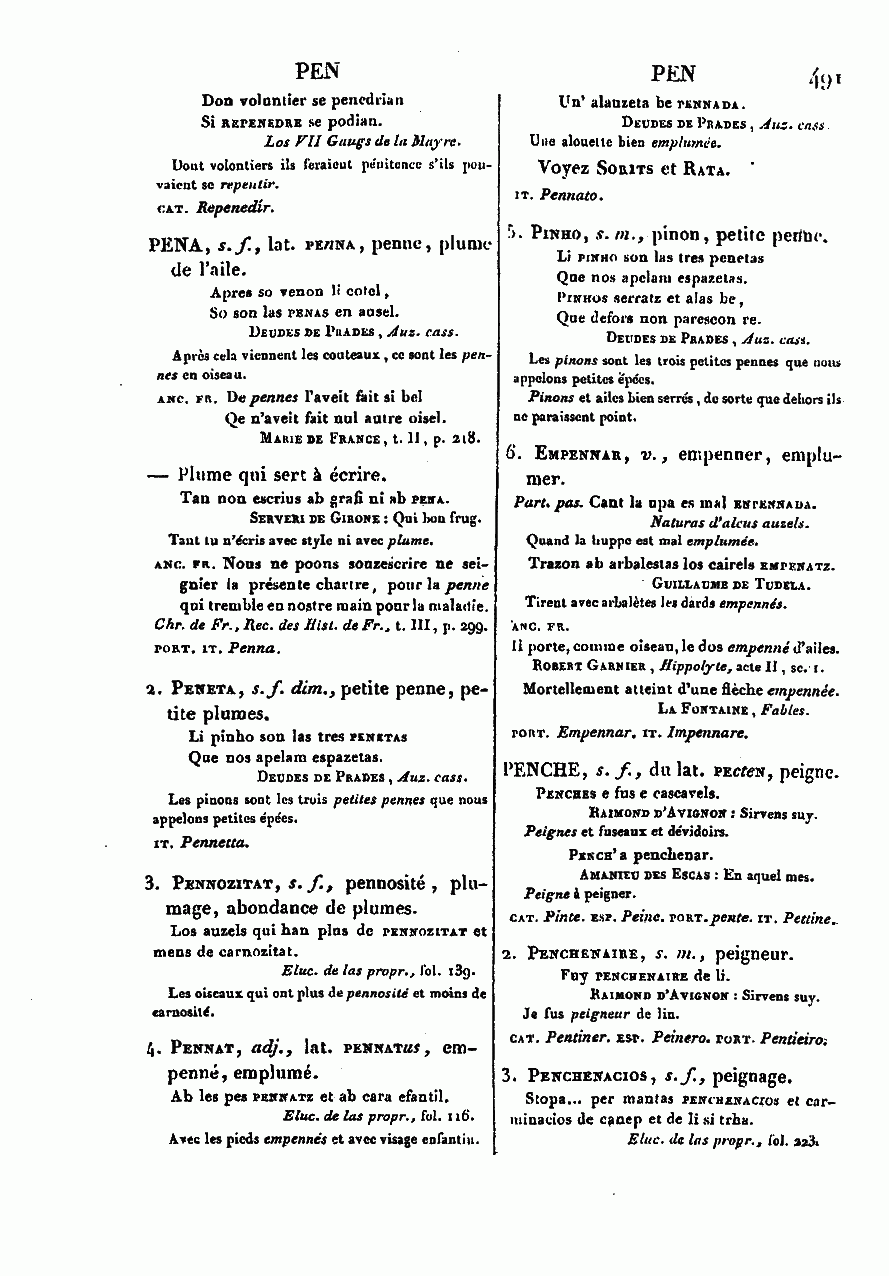 PEN
Don volontier se penedrian
Si REPENEDRE se podian.
Los VII Gaugs de la Mayre.
Dont volontiers ils feraient pénitence s'ils pou-
vaient se repentir.
CAT. Repenedir.
PENA, s. f., lat. PENNA, penne, plume
de l'aile.
Apres so venon li cotel,
So son las PENAS en ausel.
DEUDES DE PRADES, Auz. cass.
Après cela viennent les couteaux, ce sont les pen-
nes en oiseau.
ANC. FR. De pennes l'aveit fait si bel
Qe n'aveit fait nul autre oisel.
MARIE DE FRANCE, t. II, p. 218.
— Plume qui sert à écrire.
Tan non escrius ab grafi ni ab PENA.
SERVERI DE GIRONE : Qui bon frug.
Tant tu n'écris avec style ni avec plume.
ANC. FR. Nous ne poons souzescrire ne sei-
gnier la présente chartre, pour la penne
qui tremble en nostre main pour la maladie.
Chr. de Fr., Rec. des Hist. de Fr., t. III, p. 299.
PORT. IT. Penna.
2. PENETA, s. f. dim., petite penne, pe-
tite plumes.
Li pinho son las tres PENETAS
Que nos apelam espazetas.
DEUDES DE PRADES, Auz. cass.
Les pinons sont les trois petites pennes que nous
appelons petites épées.
IT. Pennetta.
3. PENNOZITAT, s. f., pennosité, plu-
mage, abondance de plumes.
Los auzels qui han plus de PENNOZITAT et
mens de carnozitat.
Eluc. de las propr., fol. 139.
Les oiseaux qui ont plus de pennosité et moins de
carnosité.
4. PENNAT, adj., lat. PENNATus, em-
penné, emplumé.
Ab les pes PENNATZ et ab cara efantil.
Eluc. de las propr., fol. 116.
Avec les pieds empennés et avec visage enfantin.
PEN 491
Un' alauzeta be PENNADA.
DEUDES DE PRADES, Auz. cass.
Une alouette bien emplumée.
Voyez SORITS et RATA.
IT. Pennato.
5. PINHO, s. m., pinon, petite penne.
Li PINHO son las tres penetas
Que nos apelam espazetas.
PINHOS serratz et alas be,
Que defors non parescon re.
DEUDES DE PRADES, Auz. cass.
Les pinons sont les trois petites pennes que nous
appelons petites épées.
Pinons et ailes bien serrés, de sorte que dehors ils
ne paraissent point.
6. EMPENNAR, v., empenner, emplu-
mer.
Part. pas. Cant la upa es mal ENPENNADA.
Naturas d'alcus auzels.
Quand la huppe est mal emplumée.
Trazon ab arbalestas los cairels EMPENATZ.
GUILLAUME DE TUDELA.
Tirent avec arbalètes les dards empennés.
ANC. FR.
Il porte, comme oiseau, le dos empenné d'ailes.
ROBERT GARNIER, Hippolyte, acte II, sc. 1.
Mortellement atteint d'une flèche empennée.
LA FONTAINE, Fables.
PORT. Empennar. IT. Impennare.
PENCHE, s. f., du lat. PECteN, peigne.
PENCHES e fus e cascavels.
RAIMOND D'AVIGNON : Sirvens suy.
Peignes et fuseaux et dévidoirs.
PENCH' a penchenar.
AMANIEU DES ESCAS : En aquel mes.
Peigne à peigner.
CAT. Pinte. ESP. Peine. PORT. pente. IT. Pettine.
2. PENCHENAIRE, s. m., peigneur.
Fuy PENCHENAIRE de li.
RAIMOND D'AVIGNON : Sirvens suy.
Je fus peigneur de lin.
CAT. Pentiner. ESP. Peinero. PORT. Pentieiro.
3. PENCHENACIOS, s. f., peignage.
Stopa... per mantas PENCHENACIOS et car-
minacios de canep et de li si trha.
Eluc. de las propr., fol. 223.